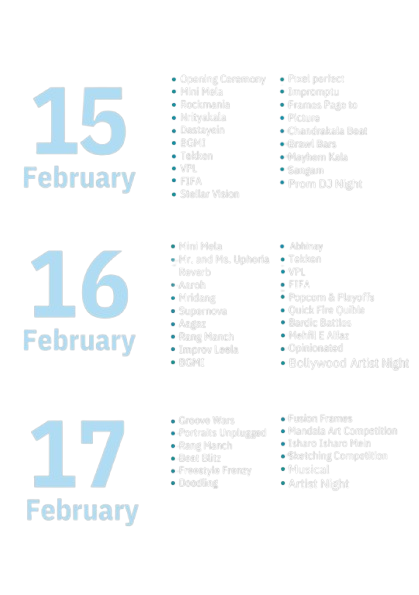 15
February
Opening Ceremony
Mini Mela
Rockmania
Nrityakala
Dastayein
BGMI
Tekken
VPL
FIFA
Stellar Vision
Pixel perfect
Impromptu
Frames Page to
Picture
Chandrakala Beat
Brawl Bars
Mayhem Kala
Sangam
Prom DJ Night
16
February
Mini Mela
Mr. and Ms. Uphoria
Reverb
Aaroh
Mridang
Supernova
Rang Manch
Improv Leela
BGMI
Abhinay
Tekken
VPL
FIFA
Popcorn & Playoffs
Quick Fire Quible
Bardic Battles
Mehfil E
Opinionated
Bollywood Artist Night
17
February
Groove Wars
Portraits Unplugged
Rang Manch
Beat Blitz
Freestyle Frenzy
Doodling
Fusion Frames
Mandala Art Competition
Isharo Isharo Mein
Sketching Competition
Musical
Artist Night